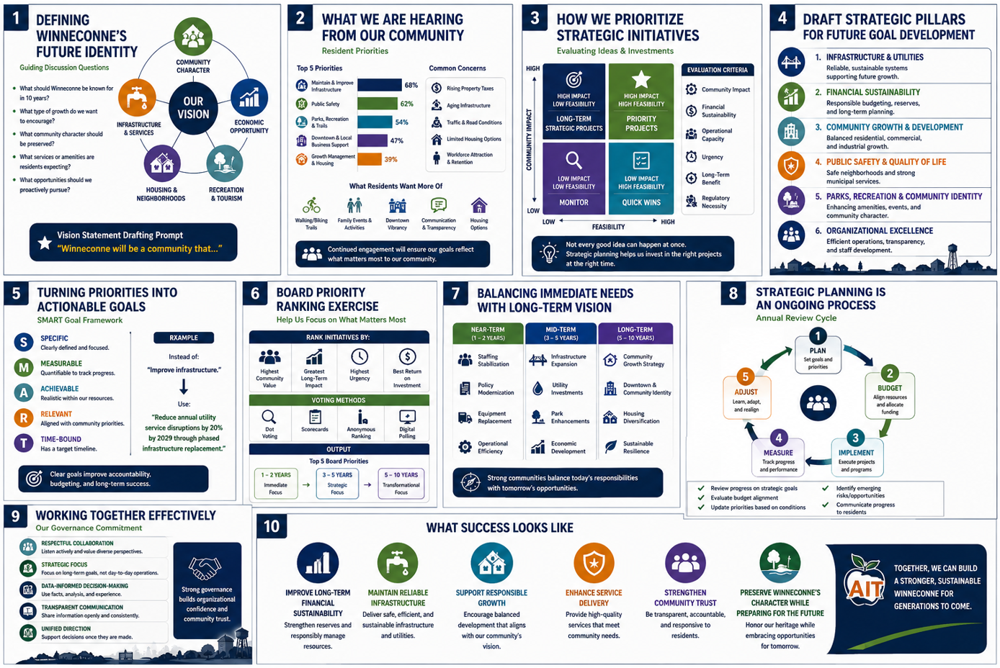 1
DEFINING
WINNECONNE'S
FUTURE IDENTITY
Guiding Discussion Questions
• What should Winneconne be known for
in 10 years?
• What type of growth do we want
to encourage?
• What community character should
be preserved?
• What services or amenities are
residents expecting?
• What opportunities should we
proactively pursue?
COMMUNITY
CHARACTER
INFRASTRUCTURE
& SERVICES
OUR
VISION
ECONOMIC
OPPORTUNITY
HOUSING &
NEIGHBORHOODS
RECREATION
& TOURISM
Vision Statement Drafting Prompt
"Winneconne will be a community that..."
2
WHAT WE ARE HEARING
FROM OUR COMMUNITY
Resident Priorities
Top 5 Priorities
Maintain & Improve
Infrastructure
68%
Public Safety
62%
Parks, Recreation
& Trails
54%
Downtown & Local
Business Support
47%
Growth Management
& Housing
39%
Common Concerns
Rising Property Taxes
Aging Infrastructure
Traffic & Road Conditions
Limited Housing Options
Workforce Attraction
& Retention
What Residents Want More Of
Walking/Biking
Trails
Family Events &
Activities
Downtown
Vibrancy
Communication
& Transparency
Housing
Options
Continued engagement will ensure our goals reflect
what matters most to our community.
3
HOW WE PRIORITIZE
STRATEGIC INITIATIVES
Evaluating Ideas & Investments
HIGH
COMMUNITY IMPACT
LOW
HIGH IMPACT
LOW FEASIBILITY
LONG-TERM
STRATEGIC PROJECTS
HIGH IMPACT
HIGH FEASIBILITY
PRIORITY
PROJECTS
LOW IMPACT
LOW FEASIBILITY
MONITOR
LOW IMPACT
HIGH FEASIBILITY
QUICK WINS
LOW
HIGH
FEASIBILITY
EVALUATION CRITERIA
Community Impact
Financial
Sustainability
Operational
Capacity
Urgency
Long-Term
Benefit
Regulatory
Necessity
Not every good idea can happen at once.
Strategic planning helps us invest in the right projects
at the right time.
4
DRAFT STRATEGIC PILLARS
FOR FUTURE GOAL DEVELOPMENT
1. INFRASTRUCTURE & UTILITIES
Reliable, sustainable systems
supporting future growth.
2. FINANCIAL SUSTAINABILITY
Responsible budgeting, reserves,
and long-term planning.
3. COMMUNITY GROWTH & DEVELOPMENT
Balanced residential, commercial,
and industrial growth.
4. PUBLIC SAFETY & QUALITY OF LIFE
Safe neighborhoods and strong
municipal services.
5. PARKS, RECREATION & COMMUNITY IDENTITY
Enhancing amenities, events, and
community character.
6. ORGANIZATIONAL EXCELLENCE
Efficient operations, transparency,
and staff development.
5
TURNING PRIORITIES INTO
ACTIONABLE GOALS
SMART Goal Framework
S
SPECIFIC
Clearly defined and focused.
M
MEASURABLE
Quantifiable to track progress.
A
ACHIEVABLE
Realistic within our resources.
R
RELEVANT
Aligned with community priorities.
T
TIME-BOUND
Has a target timeline.
RXAMPLE
Instead of:
"Improve infrastructure."
Use:
"Reduce annual utility
service disruptions by 20%
by 2029 through phased
infrastructure replacement."
Clear goals improve accountability,
budgeting, and long-term success.
6
BOARD PRIORITY
RANKING EXERCISE
Help Us Focus on What Matters Most
RANK INITIATIVES BY:
Highest
Community
Value
Greatest
Long-Term
Impact
Highest
Urgency
Best Return
on
Investment
VOTING METHODS
Dot
Voting
Scorecards
Anonymous
Ranking
Digital
Polling
OUTPUT
Top 5 Board Priorities
1 – 2 YEARS
Immediate
Focus
3 – 5 YEARS
Strategic
Focus
5 – 10 YEARS
Transformational
Focus
7
BALANCING IMMEDIATE NEEDS
WITH LONG-TERM VISION
NEAR-TERM
(1 – 2 YEARS)
Staffing
Stabilization
Policy
Modernization
Equipment
Replacement
Operational
Efficiency
MID-TERM
(3 – 5 YEARS)
Infrastructure
Expansion
Utility
Investments
Park
Enhancements
Economic
Development
LONG-TERM
(5 – 10 YEARS)
Community
Growth Strategy
Downtown &
Community Identity
Housing
Diversification
Sustainable
Resilience
Strong communities balance today's responsibilities
with tomorrow's opportunities.
8
STRATEGIC PLANNING IS
AN ONGOING PROCESS
Annual Review Cycle
1
PLAN
Set goals and
priorities
2
BUDGET
Align resources
and allocate
funding
3
IMPLEMENT
Execute projects
and programs
4
MEASURE
Track progress
and performance
5
ADJUST
Learn, adapt,
and realign
Review progress on strategic goals
Evaluate budget alignment
Update priorities based on conditions
Identify emerging
risks/opportunities
Communicate progress
to residents
9
WORKING TOGETHER EFFECTIVELY
Our Governance Commitment
RESPECTFUL COLLABORATION
Listen actively and value diverse perspectives.
STRATEGIC FOCUS
Focus on long-term goals, not day-to-day operations.
DATA-INFORMED DECISION-MAKING
Use facts, analysis, and experience.
TRANSPARENT COMMUNICATION
Share information openly and consistently.
UNIFIED DIRECTION
Support decisions once they are made.
Strong governance
builds organizational
confidence and
community trust.
10
WHAT SUCCESS LOOKS LIKE
IMPROVE LONG-TERM
FINANCIAL
SUSTAINABILITY
Strengthen reserves and
responsibly manage
resources.
MAINTAIN RELIABLE
INFRASTRUCTURE
Deliver safe, efficient, and
sustainable infrastructure
and utilities.
SUPPORT RESPONSIBLE
GROWTH
Encourage balanced
development that aligns
with our community's
vision.
ENHANCE SERVICE
DELIVERY
Provide high-quality
services that meet
community needs.
STRENGTHEN
COMMUNITY TRUST
Be transparent, accountable,
and responsive to
residents.
PRESERVE WINNECONNE'S
CHARACTER WHILE
PREPARING FOR THE FUTURE
Honor our heritage while
embracing opportunities
for tomorrow.
AIT
TOGETHER, WE CAN BUILD
A STRONGER, SUSTAINABLE
WINNECONNE FOR
GENERATIONS TO COME.